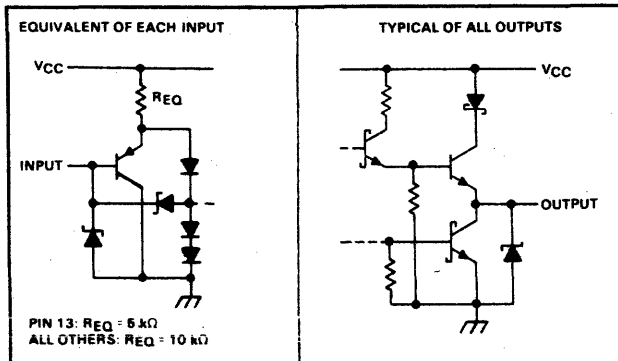 EQUIVALENT OF EACH INPUT
VCC
REQ
INPUT
PIN 13: REQ = 5 kΩ
ALL OTHERS: REQ = 10 kΩ
TYPICAL OF ALL OUTPUTS
VCC
OUTPUT